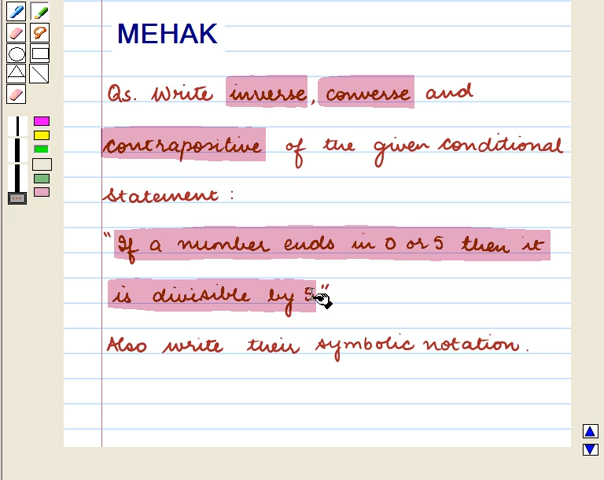 MEHAK
Qs. Write inverse, converse and
contrapositive of the given conditional
Statement :
"If a number ends in 0 or 5 then it
is divisible by 5"
Also write their symbolic notation.